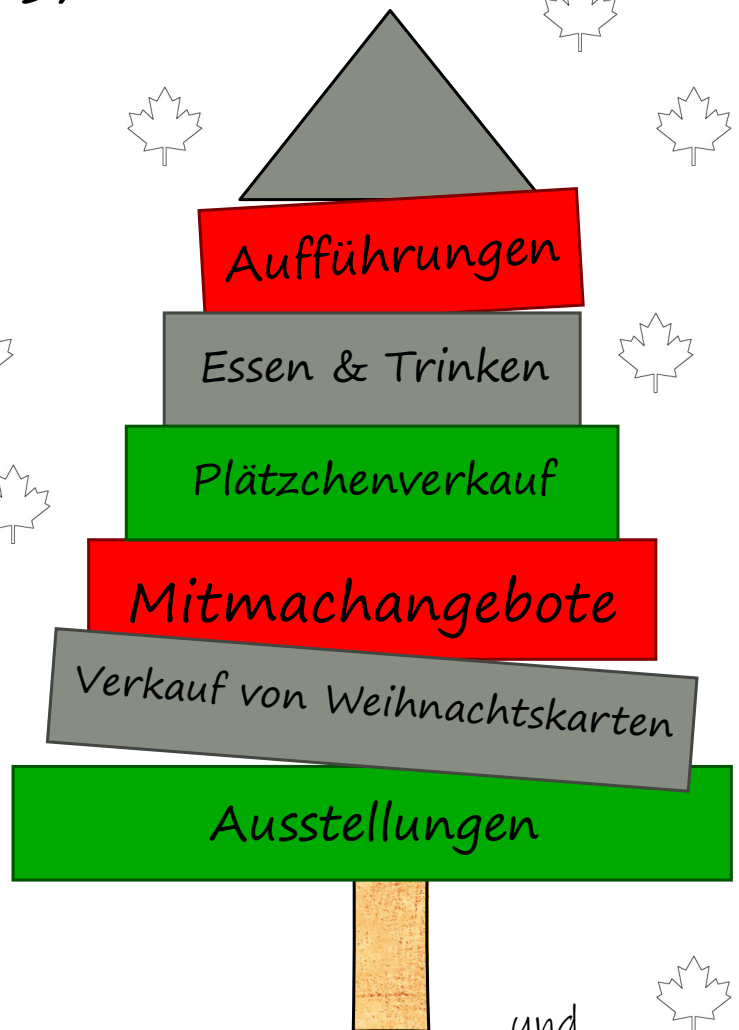 Aufführungen
Essen & Trinken
Plätzchenverkauf
Mitmachangebote
Verkauf von Weihnachtskarten
Ausstellungen
und